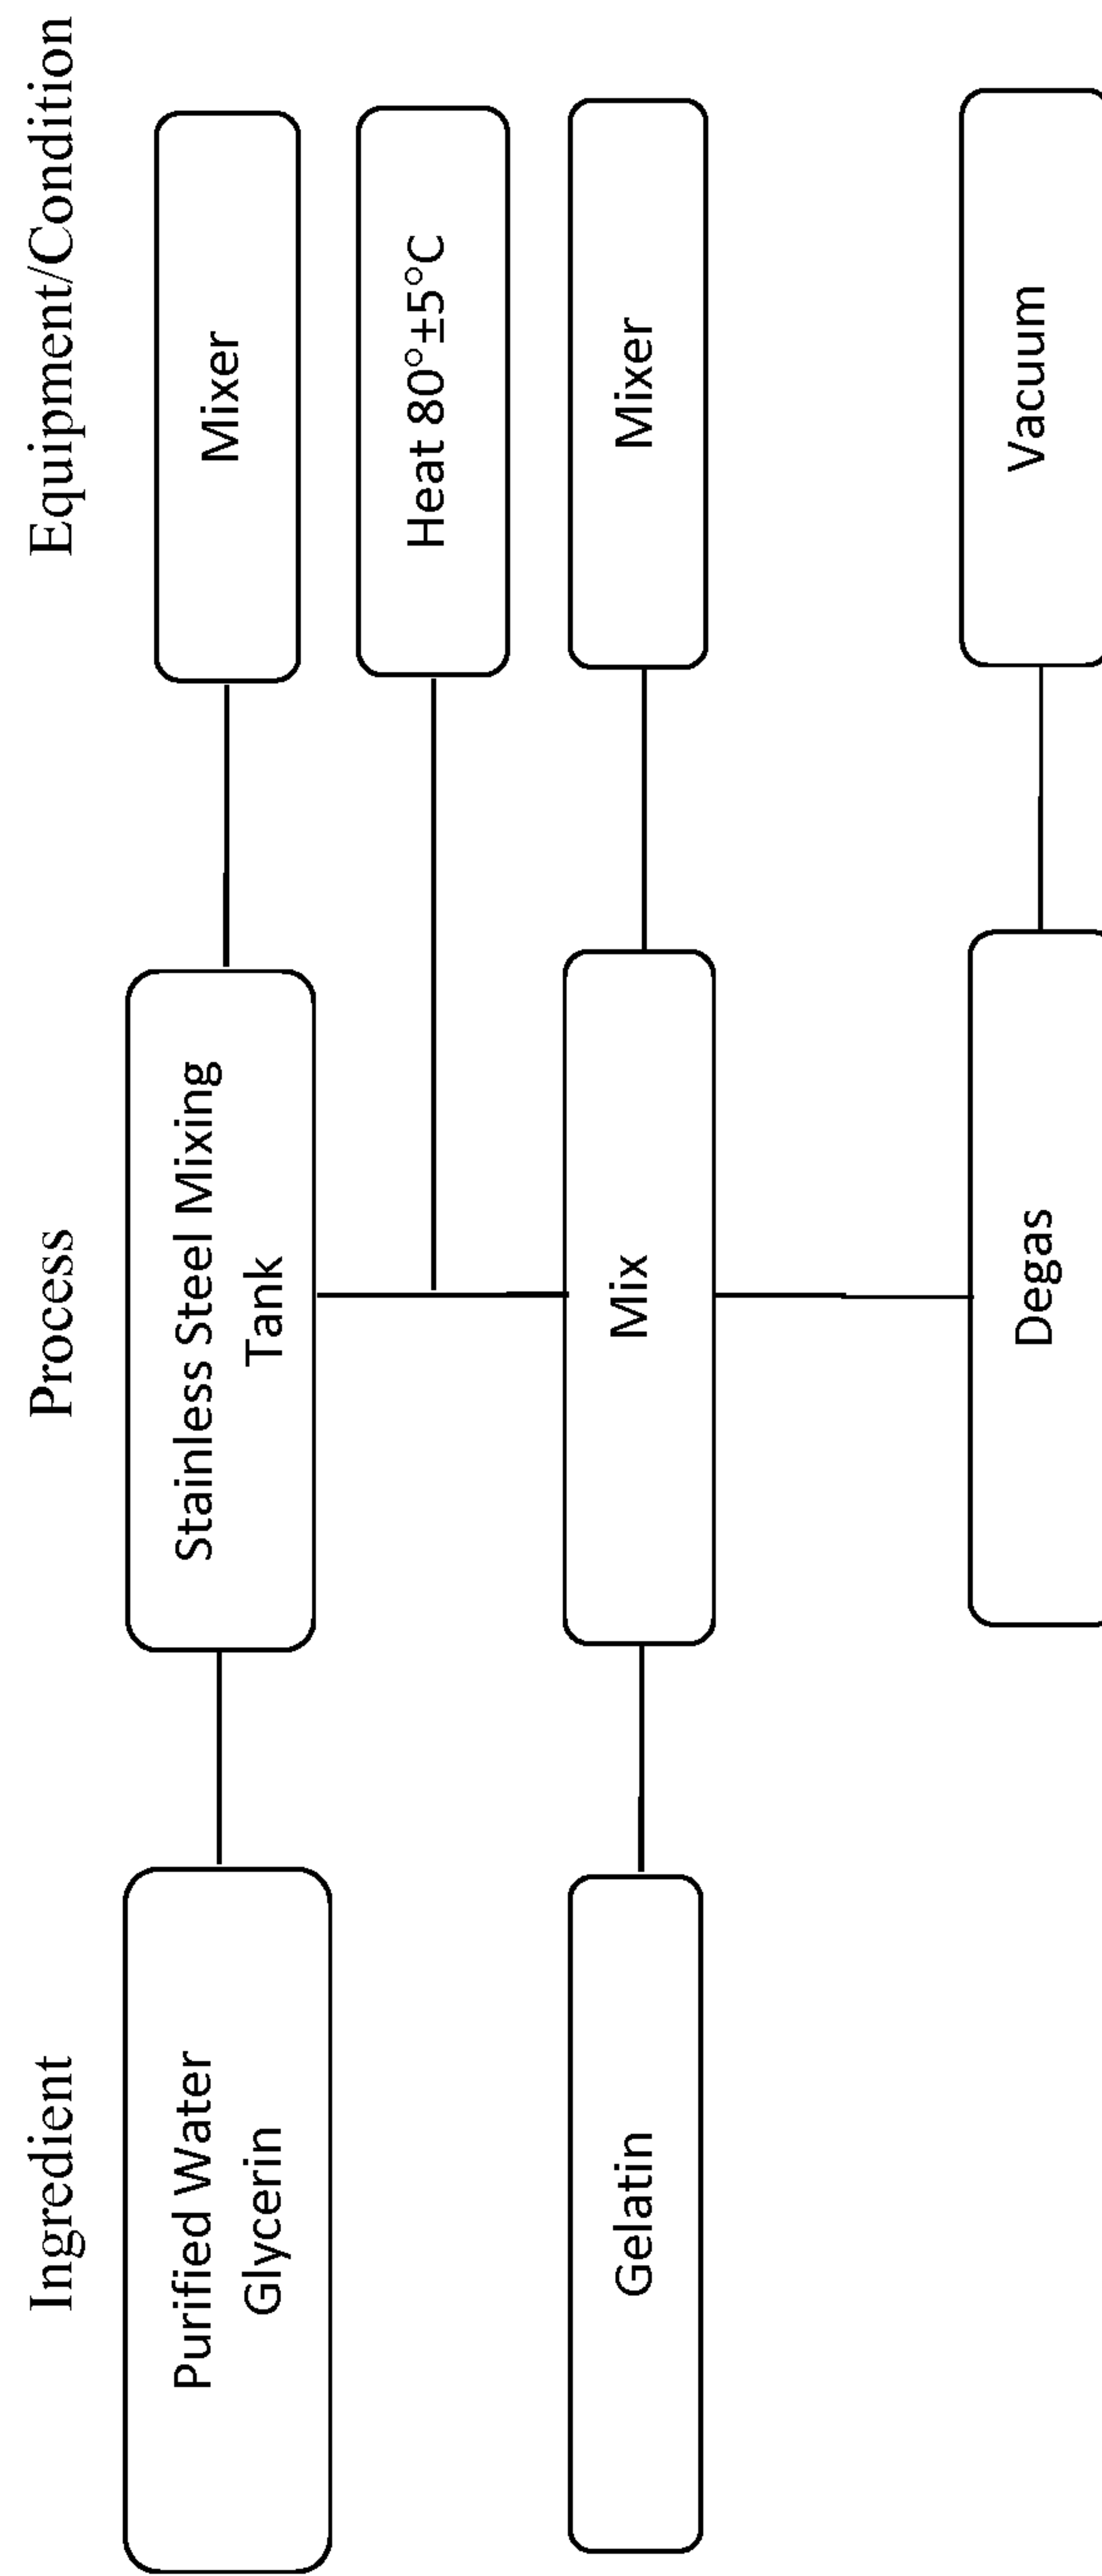 Ingredient
Process
Equipment/Condition
Purified Water
Glycerin
Stainless Steel Mixing
Tank
Mixer
Heat 80°±5°C
Gelatin
Mix
Mixer
Degas
Vacuum